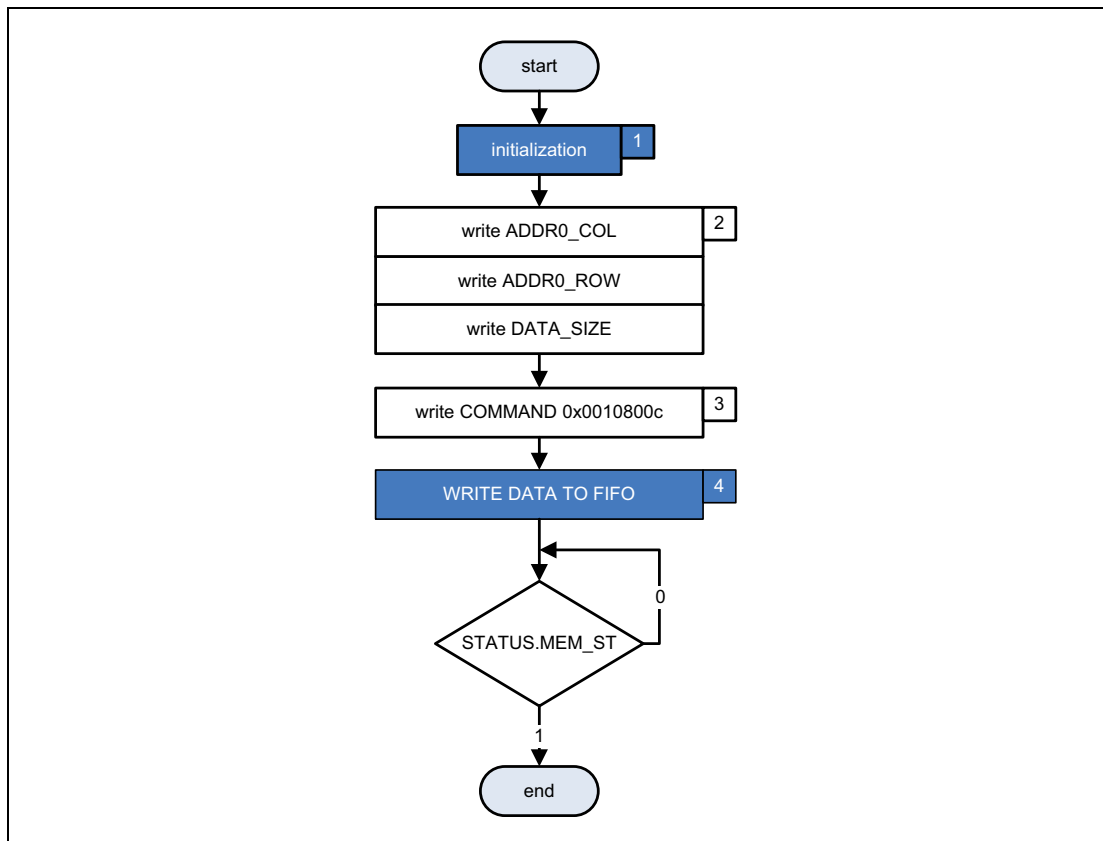 start
initialization
1
write ADDR0_COL
2
write ADDR0_ROW
write DATA_SIZE
write COMMAND 0x0010800c
3
WRITE DATA TO FIFO
4
0
STATUS.MEM_ST
1
end